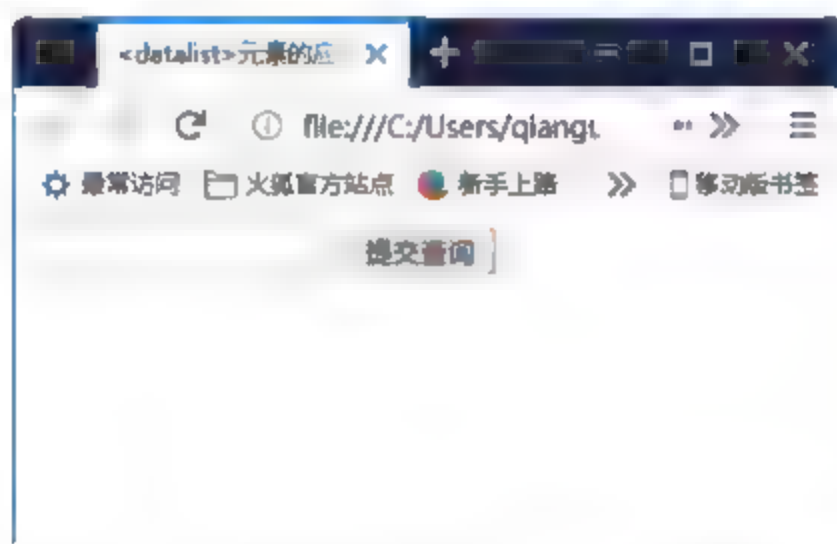 <datalist>元素的应
file:///C:/Users/qiangu
最常访问 火狐官方站点 新手上路 移动版书签
提交查询